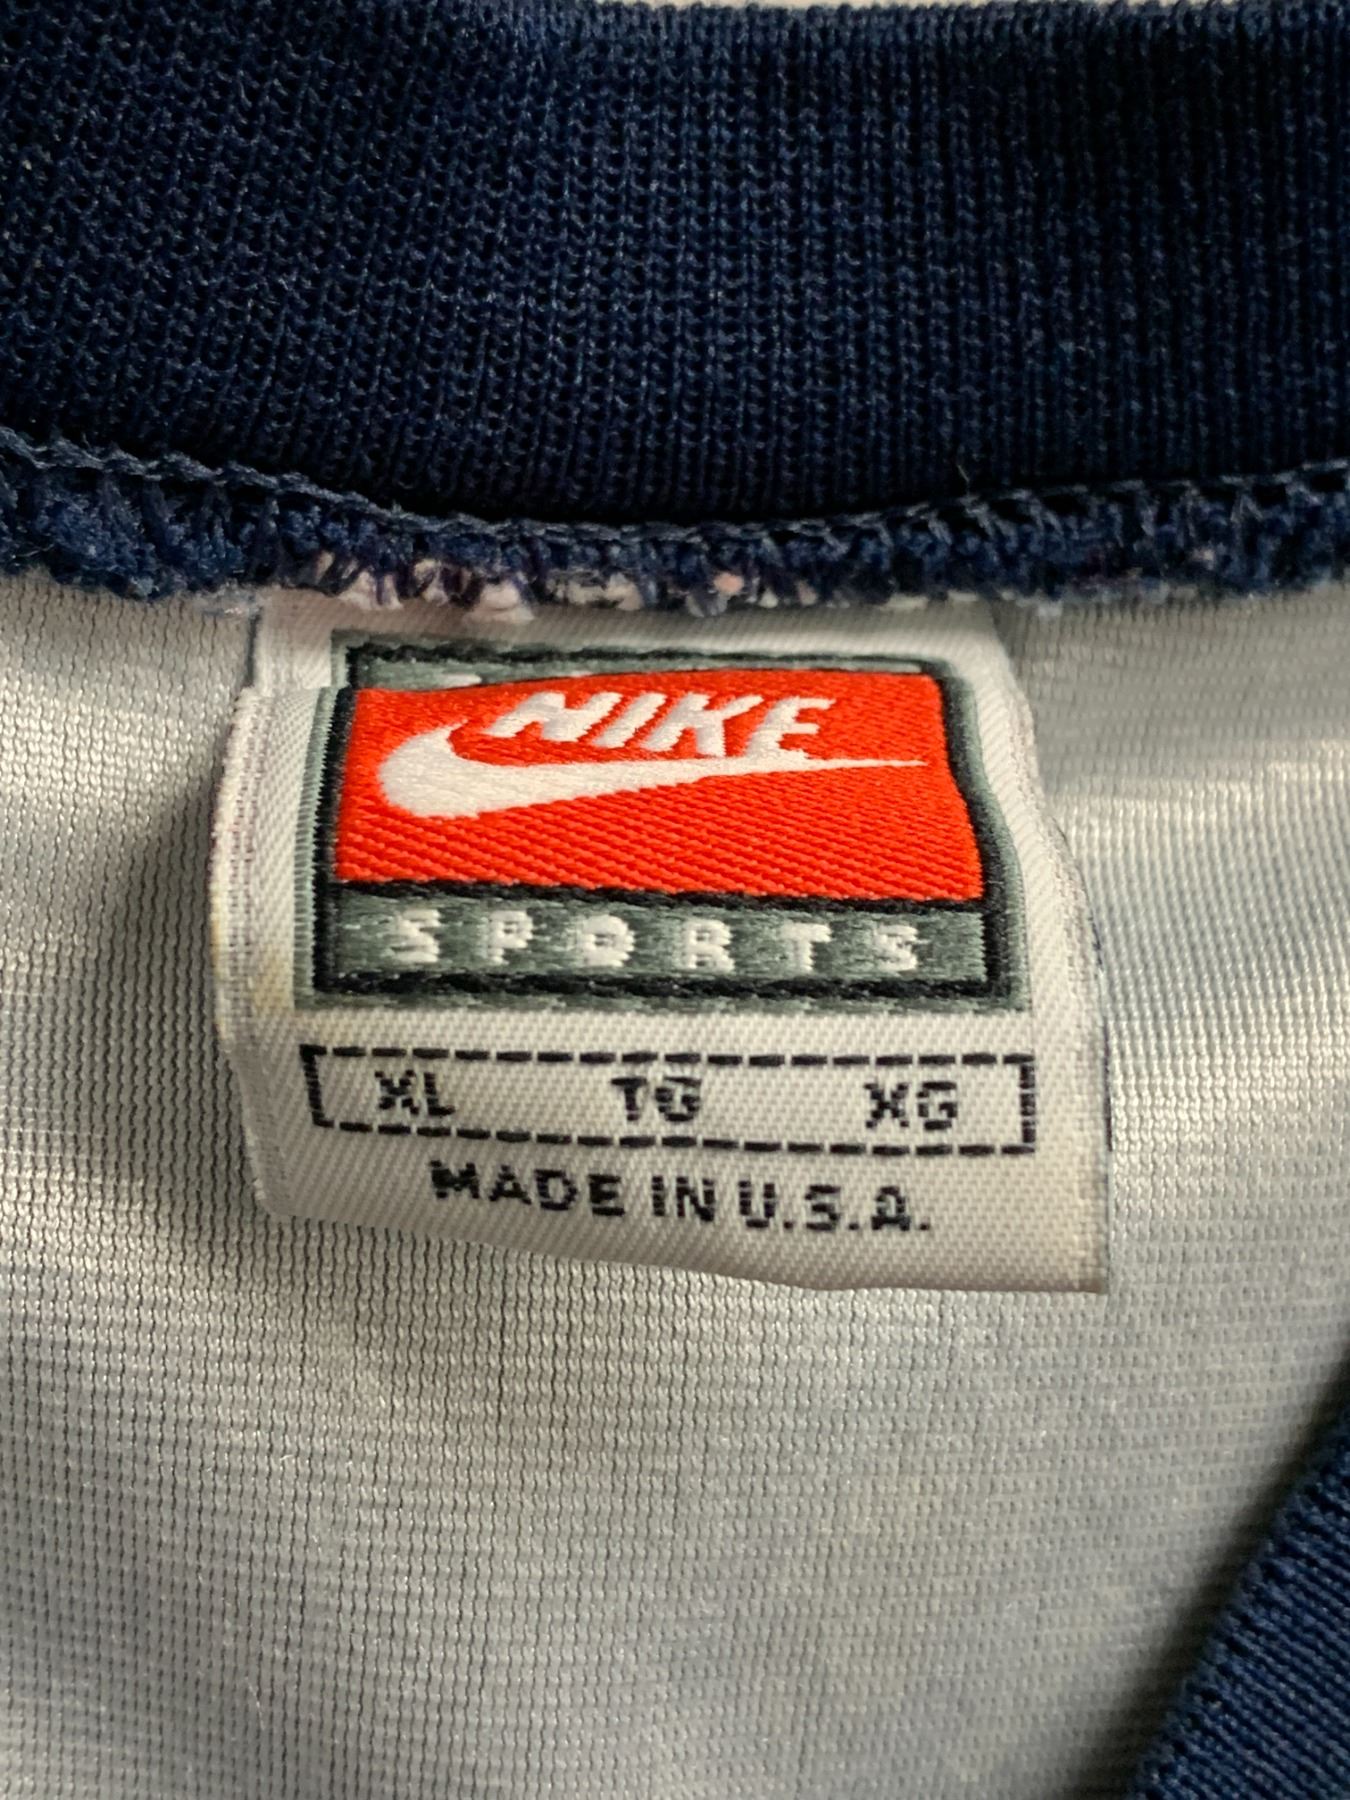 NIKE
SPORTS
XL TG XG
MADE IN U.S.A.